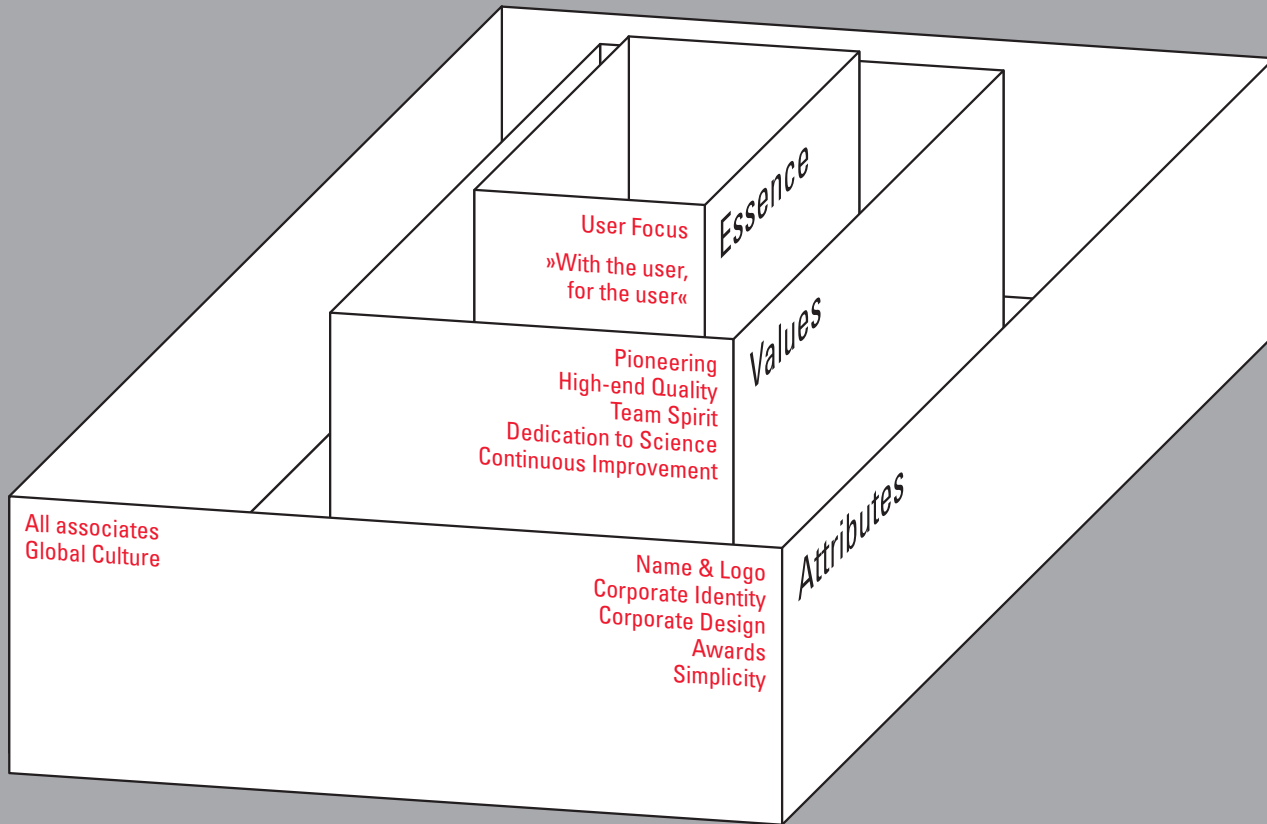 Essence
User Focus
»With the user,
for the user«
Values
Pioneering
High-end Quality
Team Spirit
Dedication to Science
Continuous Improvement
Attributes
All associates
Global Culture
Name & Logo
Corporate Identity
Corporate Design
Awards
Simplicity